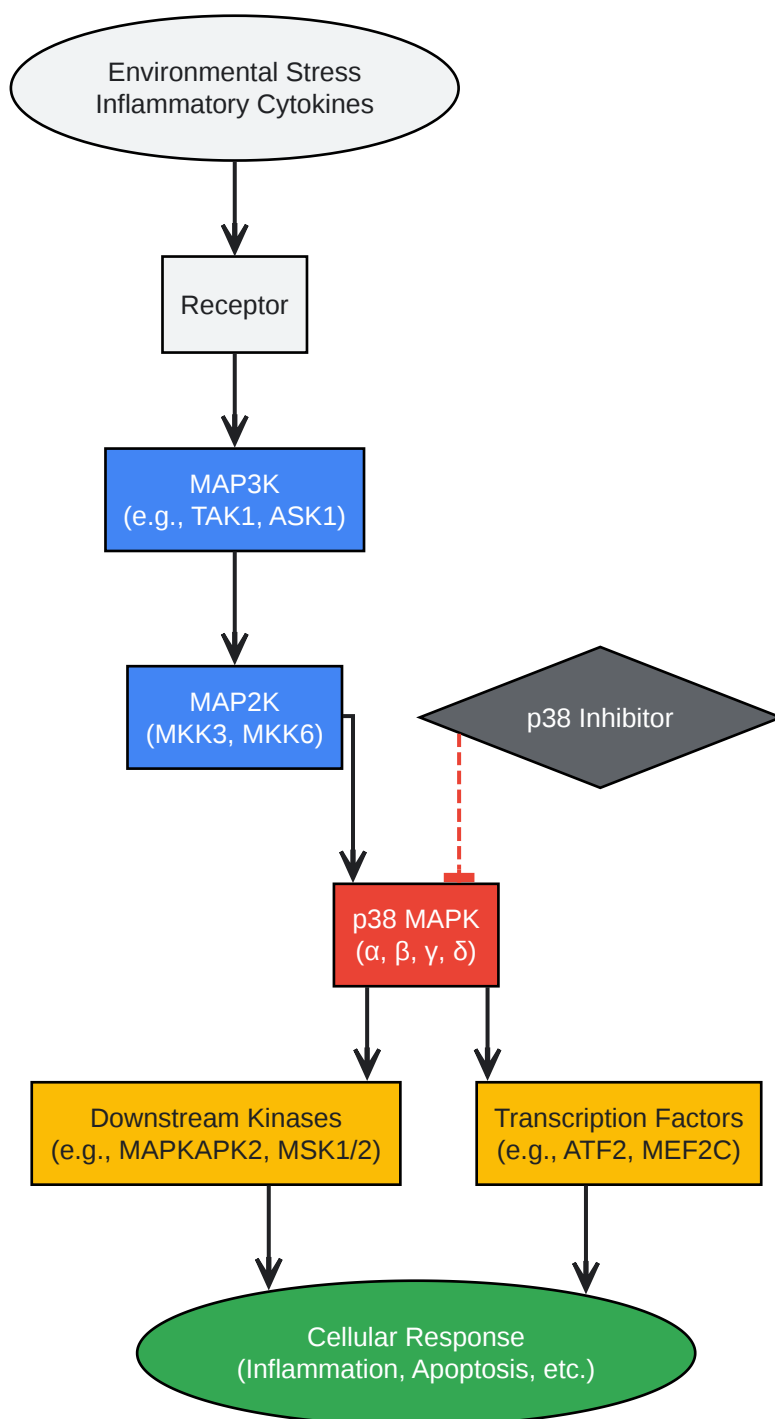 Environmental Stress
Inflammatory Cytokines
Receptor
MAP3K
(e.g., TAK1, ASK1)
MAP2K
(MKK3, MKK6)
p38 Inhibitor
p38 MAPK
(α, β, γ, δ)
Downstream Kinases
(e.g., MAPKAPK2, MSK1/2)
Transcription Factors
(e.g., ATF2, MEF2C)
Cellular Response
(Inflammation, Apoptosis, etc.)